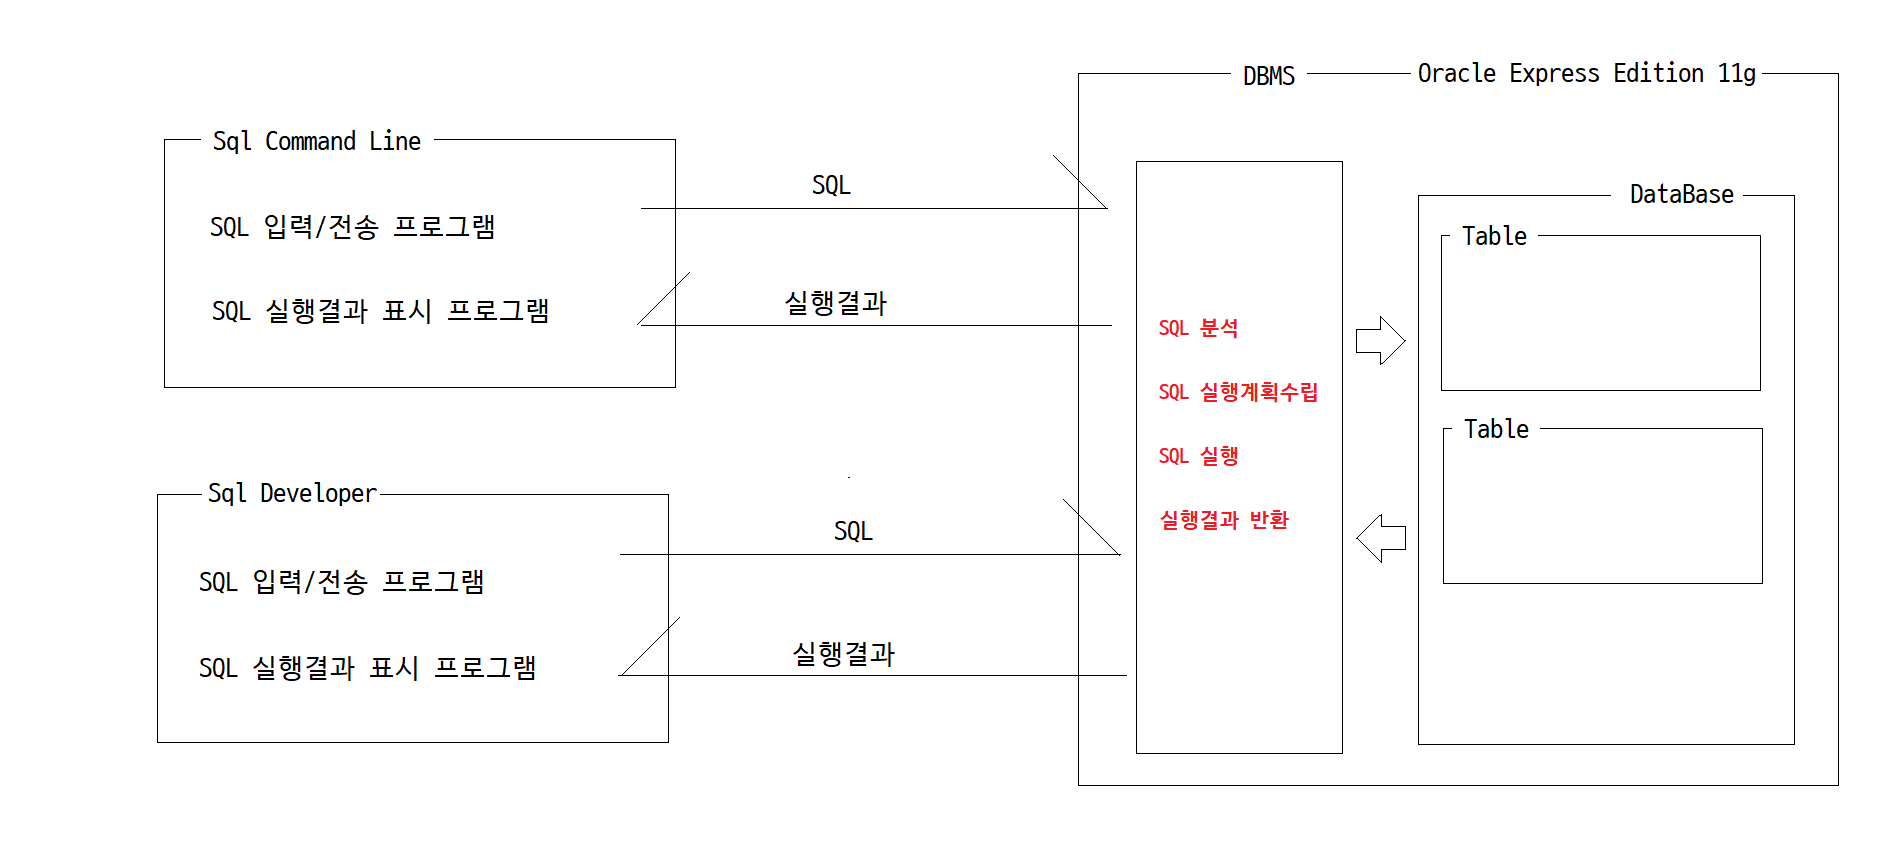 DBMS
Oracle Express Edition 11g
Sql Command Line
SQL 입력/전송 프로그램
SQL 실행결과 표시 프로그램
SQL
실행결과
Sql Developer
SQL 입력/전송 프로그램
SQL 실행결과 표시 프로그램
SQL
실행결과
SQL 분석
SQL 실행계획수립
SQL 실행
실행결과 반환
DataBase
Table
Table